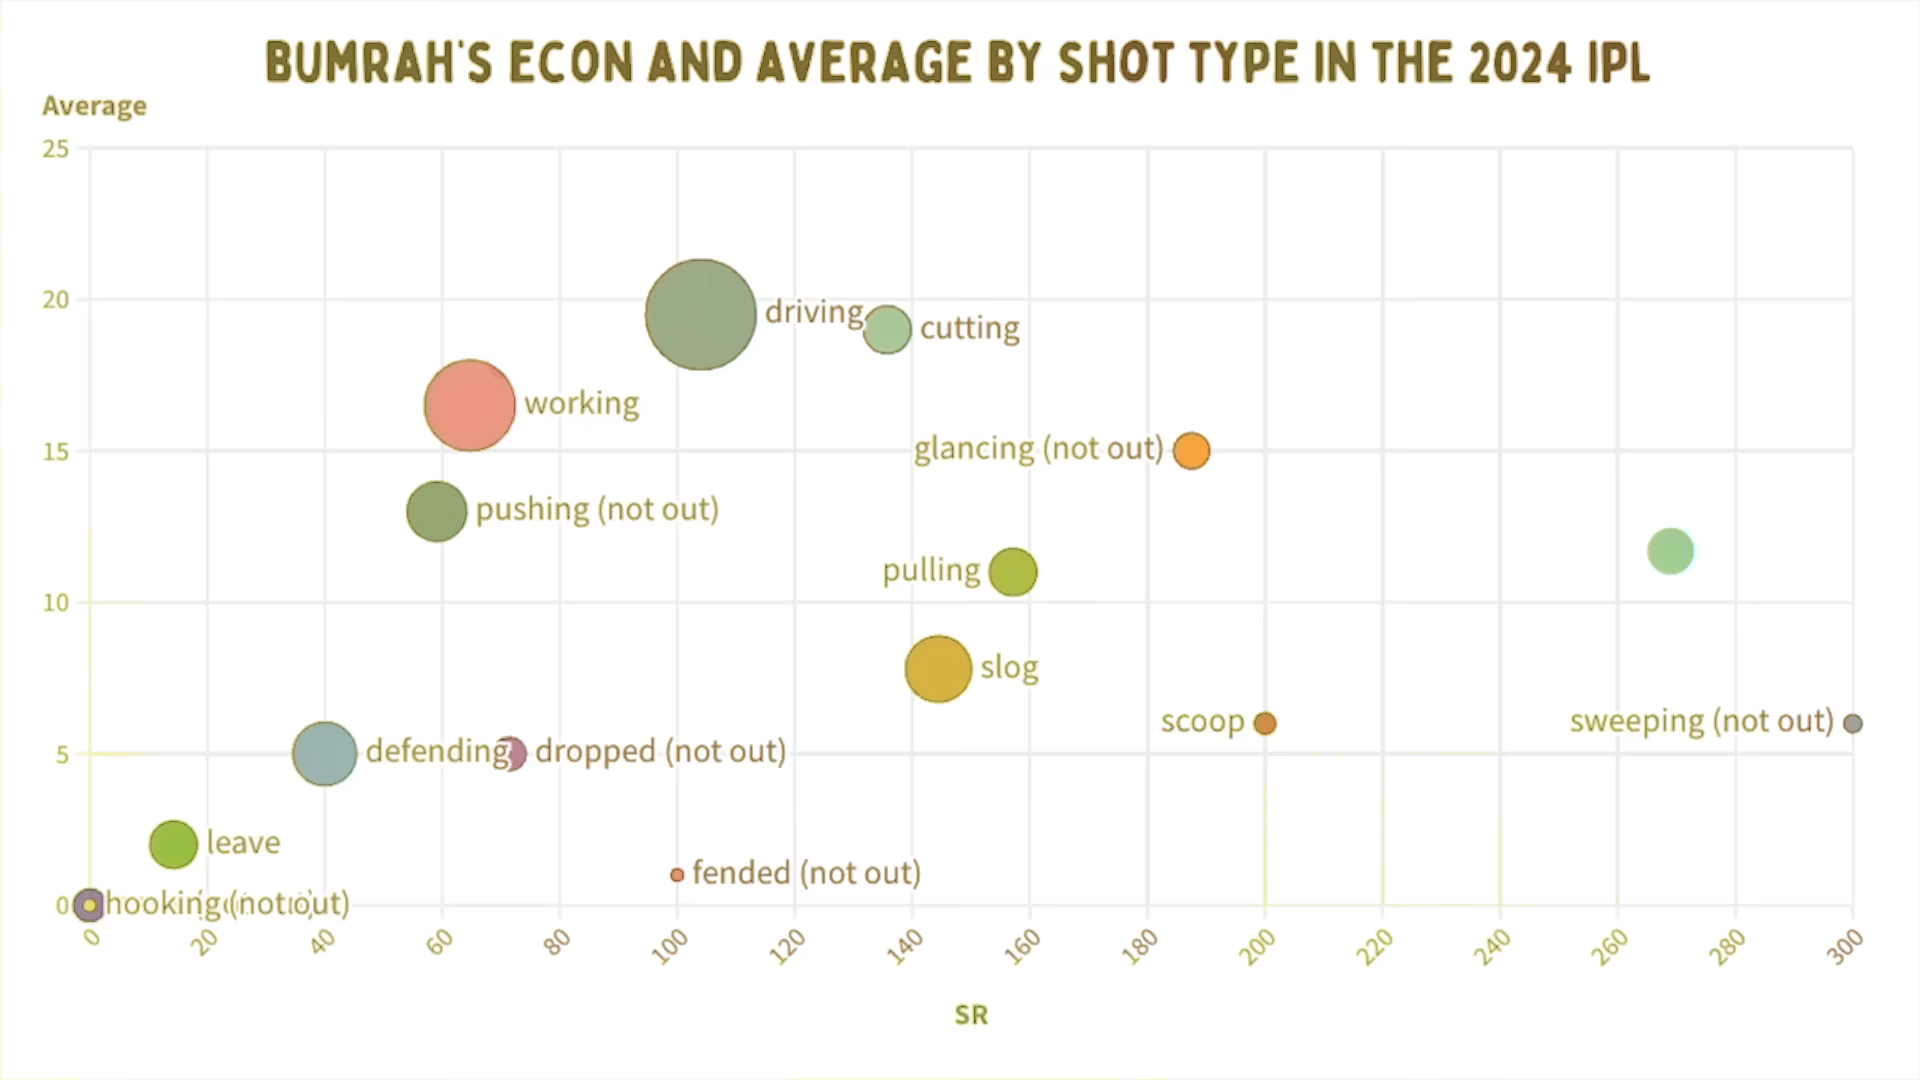 BUMRAH'S ECON AND AVERAGE BY SHOT TYPE IN THE 2024 IPL
Average
25
20
driving
cutting
working
15
glancing (not out)
pushing (not out)
pulling
10
slog
scoop
sweeping (not out)
5
defending
dropped (not out)
leave
fended (not out)
0
hooking (not out)
0
20
40
60
80
100
120
140
160
180
200
220
240
260
280
300
SR